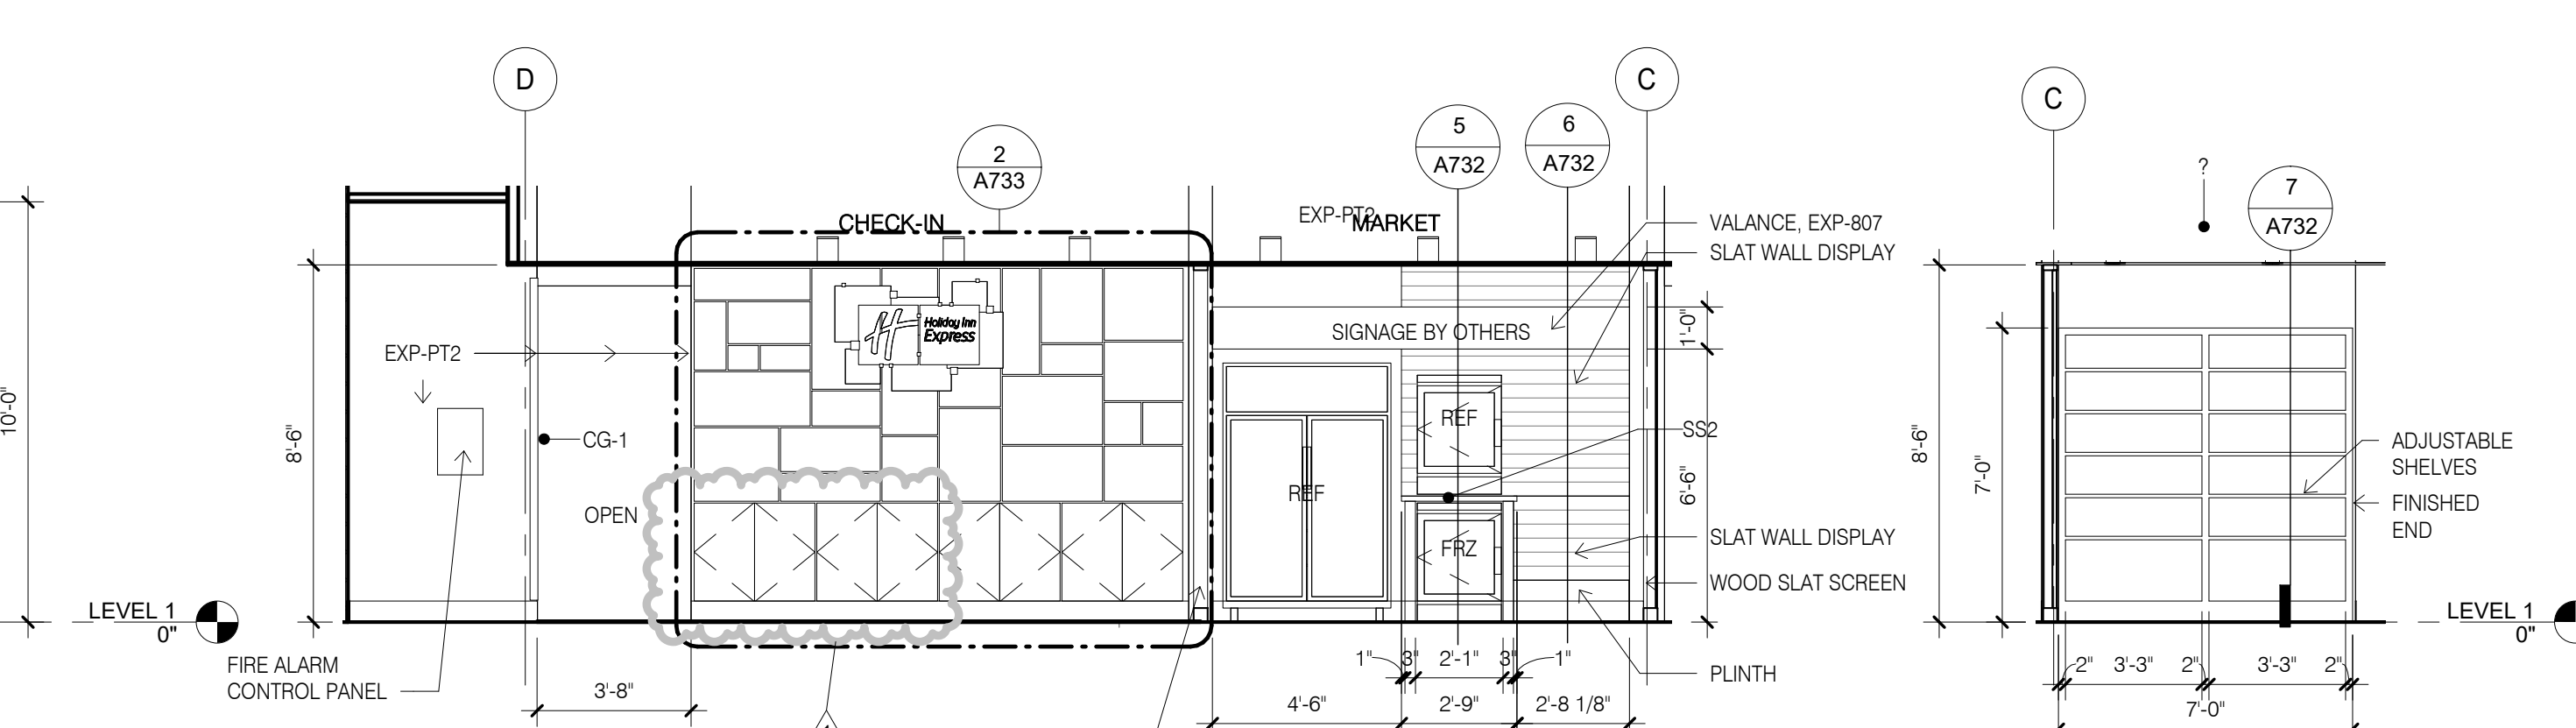 D
C
C
2
A733
5
A732
6
A732
?
7
A732
CHECK-IN
EXP-PT2
MARKET
VALANCE, EXP-807
SLAT WALL DISPLAY
SIGNAGE BY OTHERS
1'-0"
Holiday Inn
Express
EXP-PT2
10'-0"
8'-6"
CG-1
OPEN
REF
REF
FRZ
SS2
6'-6"
SLAT WALL DISPLAY
WOOD SLAT SCREEN
PLINTH
8'-6"
7'-0"
ADJUSTABLE
SHELVES
FINISHED
END
LEVEL 1
0"
LEVEL 1
0"
FIRE ALARM
CONTROL PANEL
3'-8"
1"
3"
2'-1"
3"
1"
4'-6"
2'-9"
2'-8 1/8"
2"
3'-3"
2"
3'-3"
2"
7'-0"